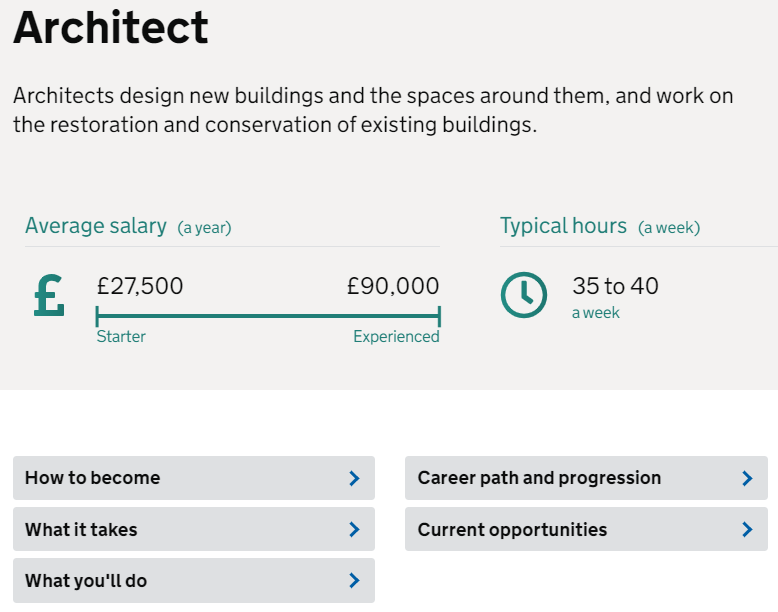 Architect
Architects design new buildings and the spaces around them, and work on
the restoration and conservation of existing buildings.
Average salary (a year)
£
£27,500
£90,000
Starter
Experienced
Typical hours (a week)
35 to 40
a week
How to become
What it takes
What you'll do
Career path and progression
Current opportunities